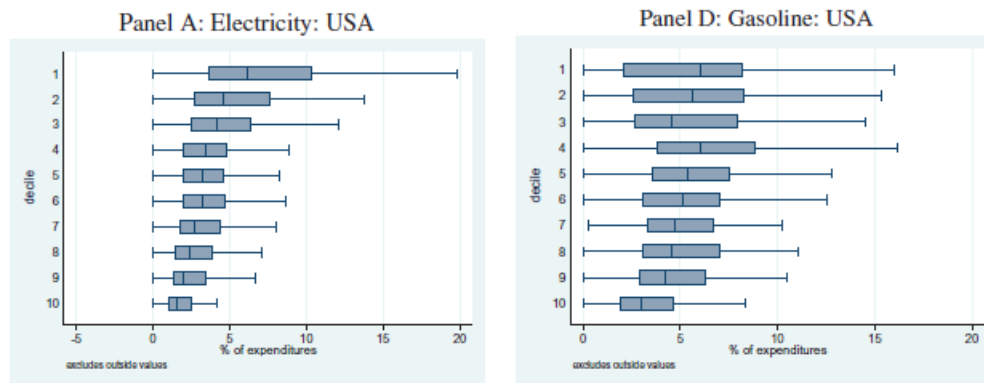 Panel A: Electricity: USA
decile
1
2
3
4
5
6
7
8
9
10
-5 0 5 10 15 20
% of expenditures
excludes outside values
Panel D: Gasoline: USA
decile
1
2
3
4
5
6
7
8
9
10
0 5 10 15 20
% of expenditures
excludes outside values